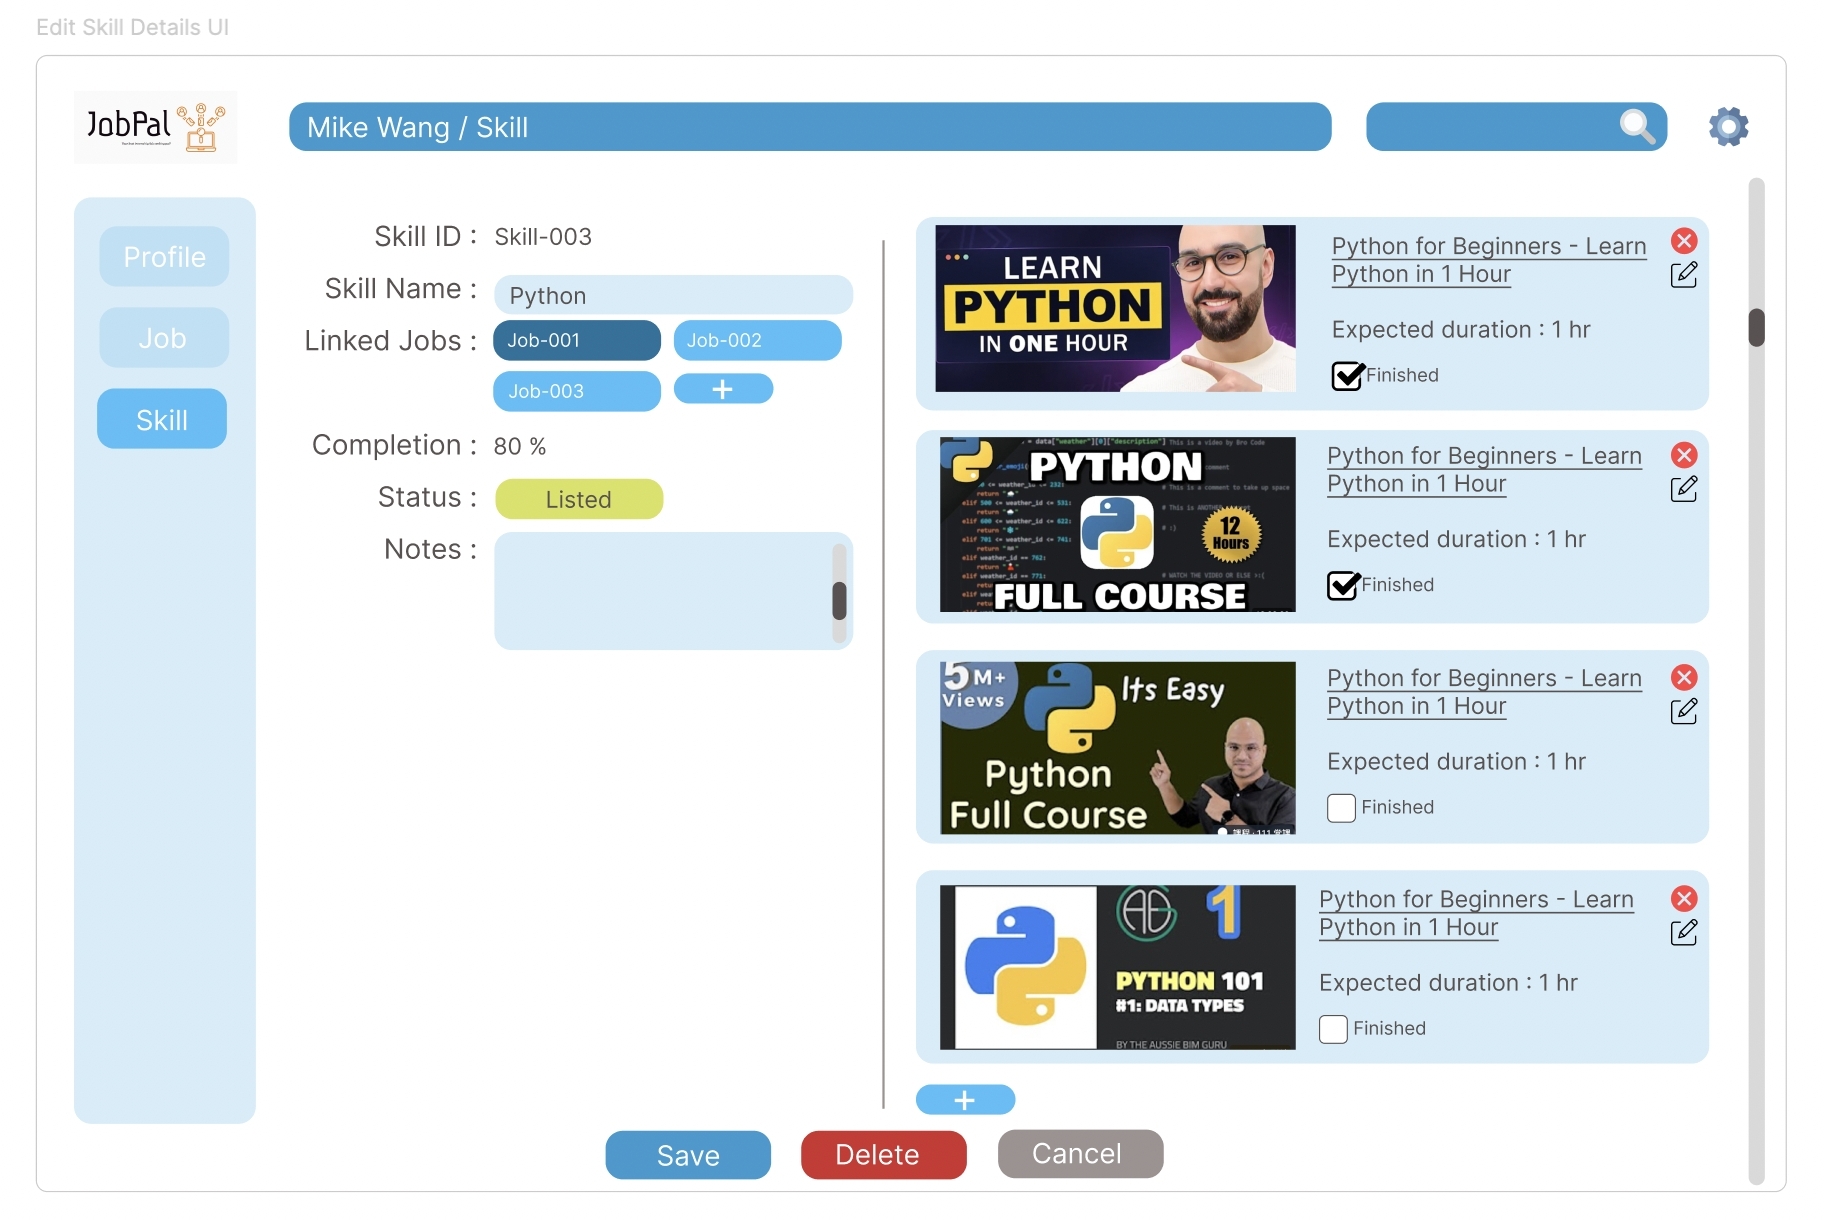 Edit Skill Details UI
JobPal
Mike Wang / Skill
Profile
Job
Skill
Skill ID : Skill-003
Skill Name : Python
Linked Jobs : Job-001 Job-002
Job-003 +
Completion : 80 %
Status : Listed
Notes :
LEARN
PYTHON
IN ONE HOUR
Python for Beginners - Learn
Python in 1 Hour
Expected duration : 1 hr
Finished
PYTHON
12
Hours
FULL COURSE
Python for Beginners - Learn
Python in 1 Hour
Expected duration : 1 hr
Finished
5 M+
Views
Its Easy
Python
Full Course
Python for Beginners - Learn
Python in 1 Hour
Expected duration : 1 hr
Finished
AG 1
PYTHON 101
#1: DATA TYPES
BY THE AUSSIE BIM GURU
Python for Beginners - Learn
Python in 1 Hour
Expected duration : 1 hr
Finished
+
Save Delete Cancel